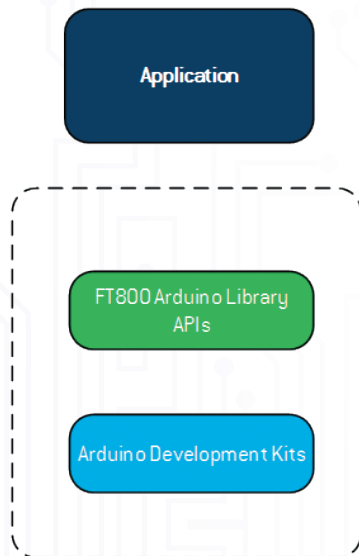 Application
FT800 Arduino Library
APIs
Arduino Development Kits